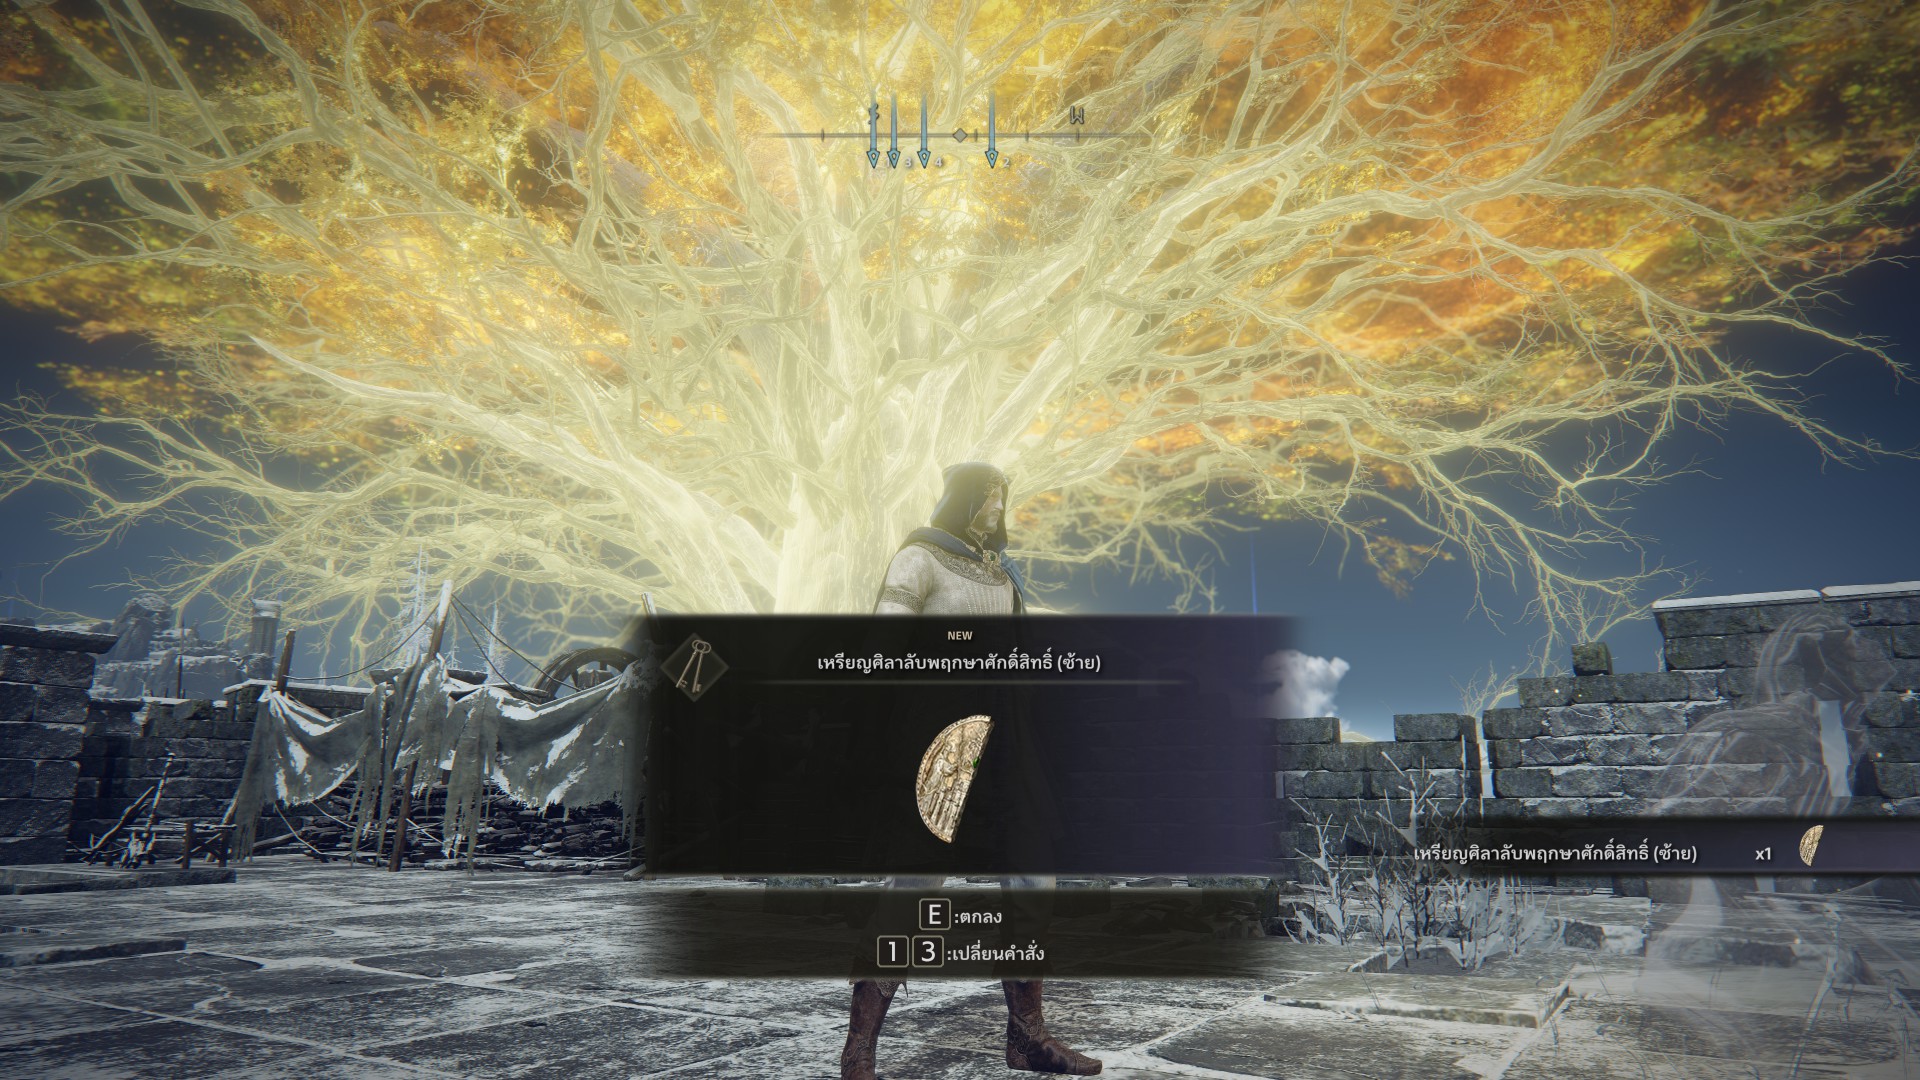 S
W
3
4
2
NEW
เหรียญศิลาลับพฤกษาศักดิ์สิทธิ์ (ซ้าย)
เหรียญศิลาลับพฤกษาศักดิ์สิทธิ์ (ซ้าย) x1
E :ตกลง
1 3 :เปลี่ยนคำสั่ง